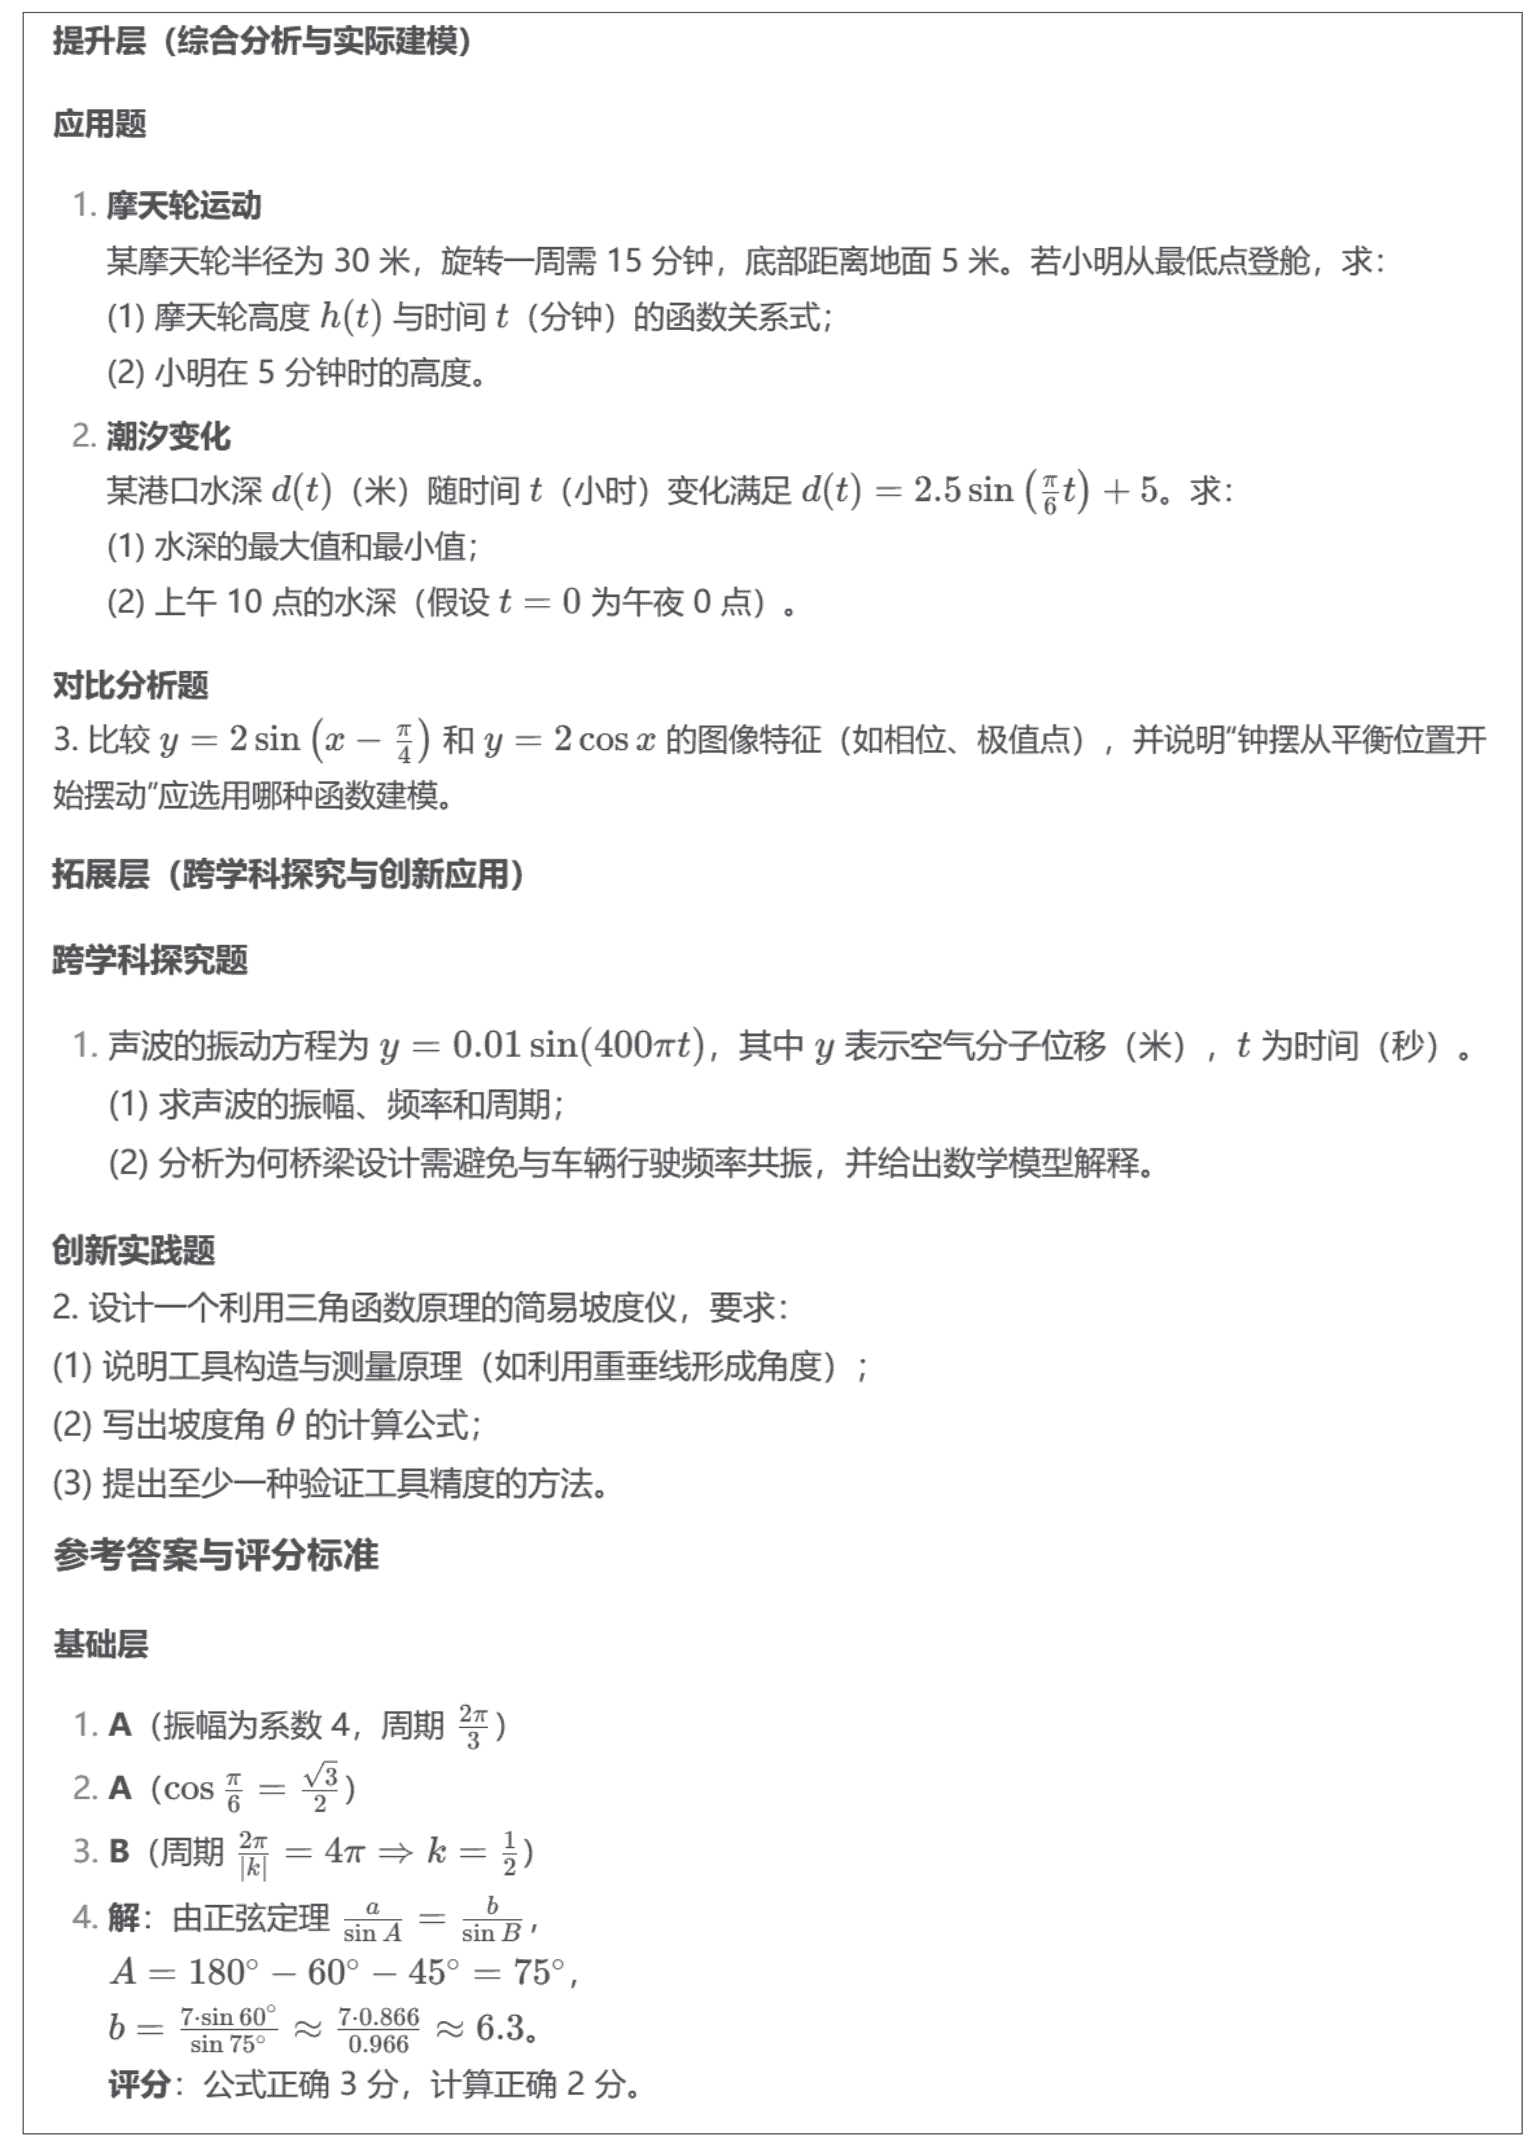 提升层（综合分析与实际建模）
应用题
1. 摩天轮运动
某摩天轮半径为 30 米，旋转一周需 15 分钟，底部距离地面 5 米。若小明从最低点登舱，求：
(1) 摩天轮高度 h(t) 与时间 t（分钟）的函数关系式；
(2) 小明在 5 分钟时的高度。
2. 潮汐变化
某港口水深 d(t)（米）随时间 t（小时）变化满足 d(t) = 2.5 sin (π/6 t) + 5。求：
(1) 水深的最大值和最小值；
(2) 上午 10 点的水深（假设 t = 0 为午夜 0 点）。
对比分析题
3. 比较 y = 2 sin (x − π/4) 和 y = 2 cos x 的图像特征（如相位、极值点），并说明“钟摆从平衡位置开
始摆动”应选用哪种函数建模。
拓展层（跨学科探究与创新应用）
跨学科探究题
1. 声波的振动方程为 y = 0.01 sin(400πt)，其中 y 表示空气分子位移（米），t 为时间（秒）。
(1) 求声波的振幅、频率和周期；
(2) 分析为何桥梁设计需避免与车辆行驶频率共振，并给出数学模型解释。
创新实践题
2. 设计一个利用三角函数原理的简易坡度仪，要求：
(1) 说明工具构造与测量原理（如利用重垂线形成角度）；
(2) 写出坡度角 θ 的计算公式；
(3) 提出至少一种验证工具精度的方法。
参考答案与评分标准
基础层
1. A（振幅为系数 4，周期 2π/3）
2. A（cos π/6 = √3/2）
3. B（周期 2π/|k| = 4π ⇒ k = 1/2）
4. 解：由正弦定理 a/sin A = b/sin B，
A = 180° − 60° − 45° = 75°，
b = 7·sin 60°/sin 75° ≈ 7·0.866/0.966 ≈ 6.3。
评分：公式正确 3 分，计算正确 2 分。